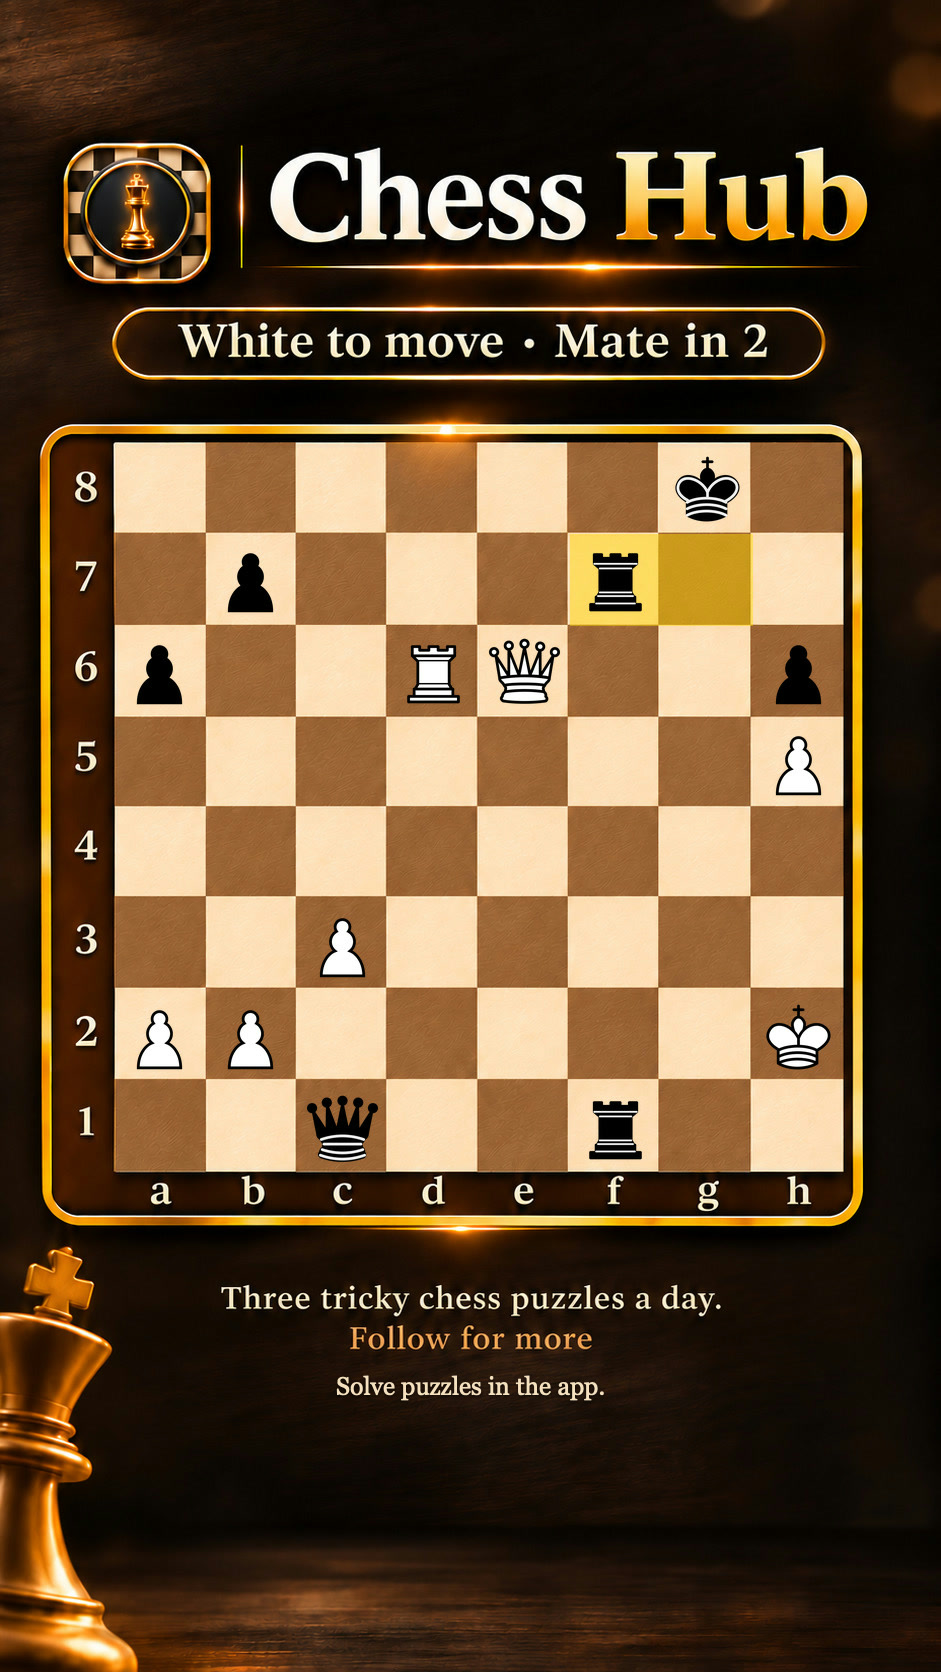 Chess Hub
White to move • Mate in 2
8
7
6
5
4
3
2
1
a b c d e f g h
Three tricky chess puzzles a day.
Follow for more
Solve puzzles in the app.